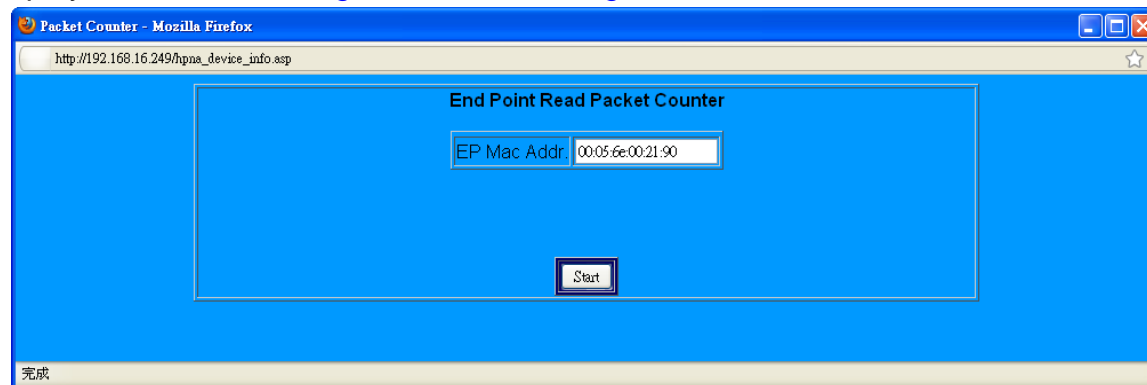 Packet Counter - Mozilla Firefox
http://192.168.16.249/hpna_device_info.asp
End Point Read Packet Counter
EP Mac Addr. 00:05:6e:00:21:90
Start
完成